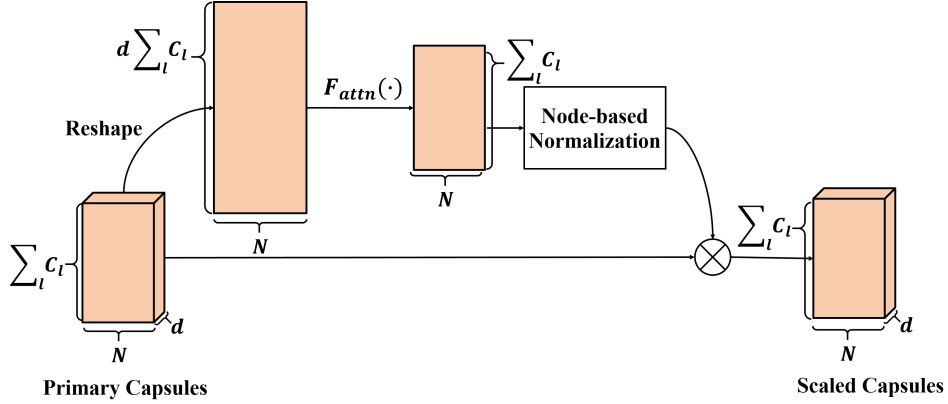 d ∑_l C_l
N
F_attn(·)
∑_l C_l
N
Node-based
Normalization
Reshape
∑_l C_l
N
d
Primary Capsules
∑_l C_l
N
d
Scaled Capsules